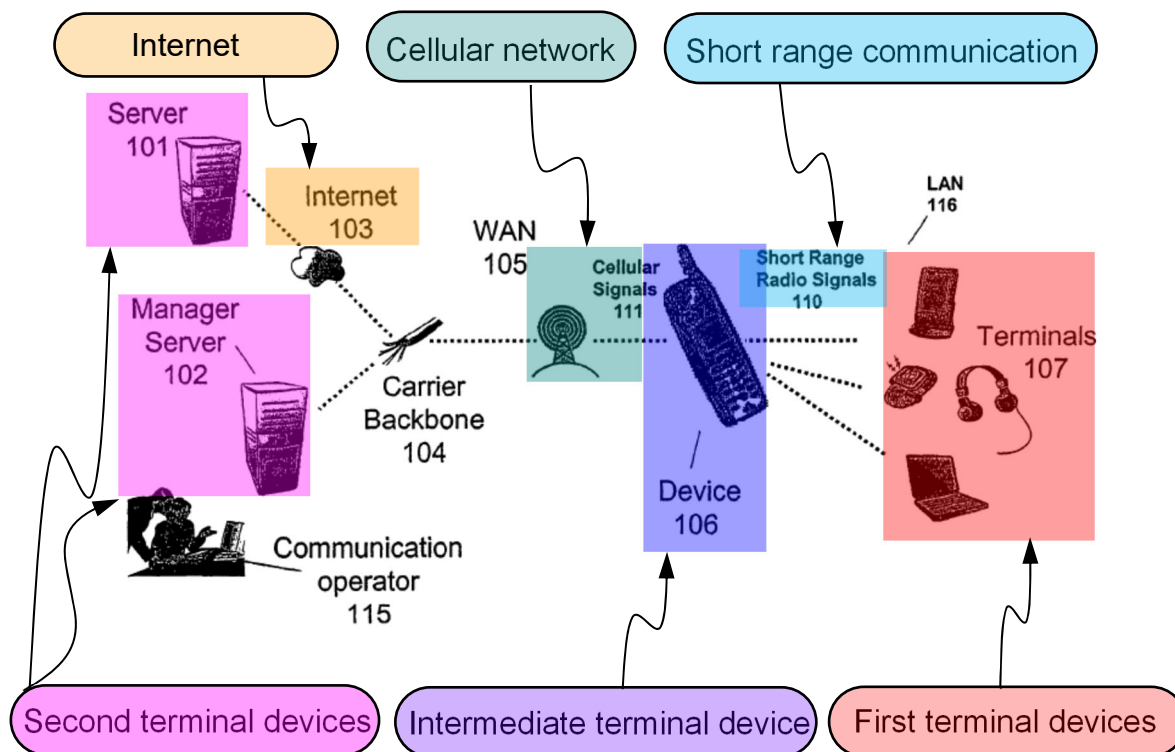 Internet
Cellular network
Short range communication
Server
101
Internet
103
WAN
105
LAN
116
Cellular
Signals
111
Short Range
Radio Signals
110
Manager
Server
102
Carrier
Backbone
104
Terminals
107
Device
106
Communication
operator
115
Second terminal devices
Intermediate terminal device
First terminal devices